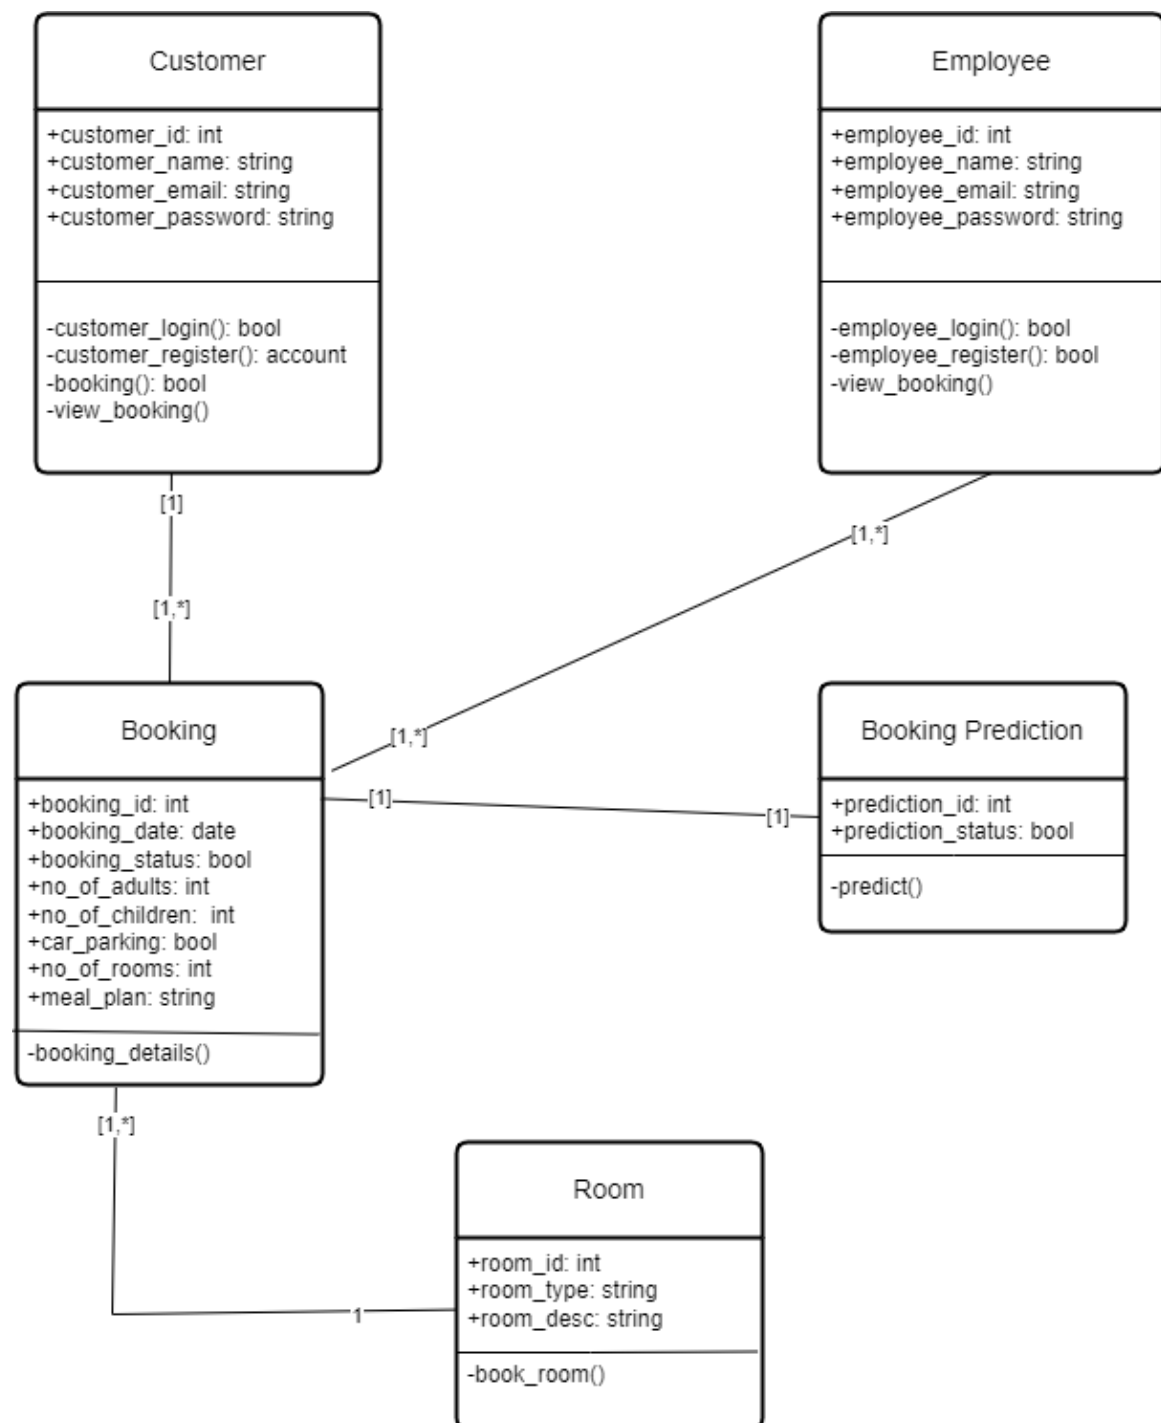 Customer
+customer_id: int
+customer_name: string
+customer_email: string
+customer_password: string
-customer_login(): bool
-customer_register(): account
-booking(): bool
-view_booking()
Employee
+employee_id: int
+employee_name: string
+employee_email: string
+employee_password: string
-employee_login(): bool
-employee_register(): bool
-view_booking()
[1]
[1,*]
[1,*]
[1,*]
Booking
+booking_id: int
+booking_date: date
+booking_status: bool
+no_of_adults: int
+no_of_children:  int
+car_parking: bool
+no_of_rooms: int
+meal_plan: string
-booking_details()
[1]
[1]
Booking Prediction
+prediction_id: int
+prediction_status: bool
-predict()
[1,*]
1
Room
+room_id: int
+room_type: string
+room_desc: string
-book_room()